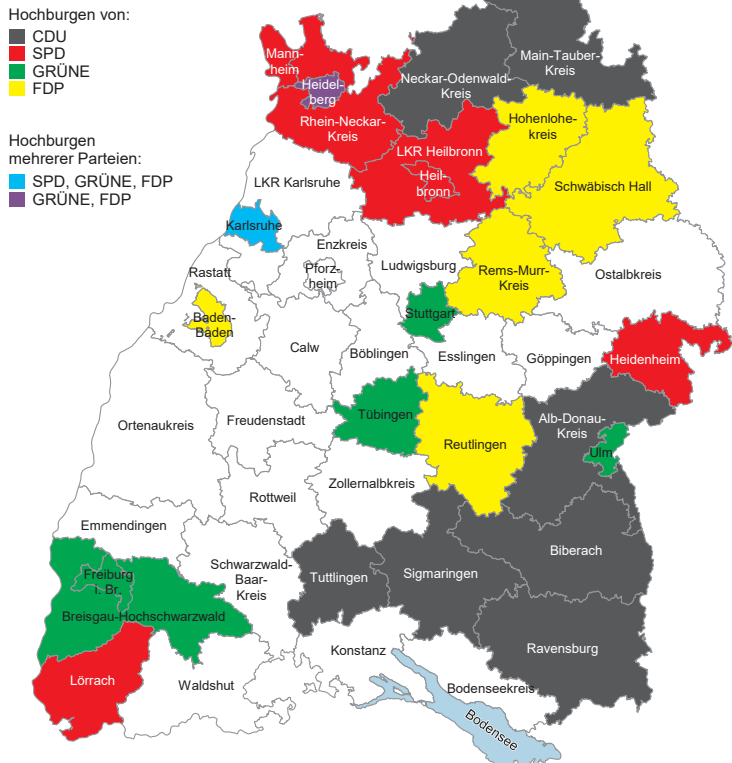 Hochburgen von:
CDU
SPD
GRÜNE
FDP
Hochburgen
mehrerer Parteien:
SPD, GRÜNE, FDP
GRÜNE, FDP
Main-Tauber-
Kreis
Neckar-Odenwald-
Kreis
Mann-
heim
Heidel-
berg
Rhein-Neckar-
Kreis
Hohenlohe-
kreis
LKR Heilbronn
Heil-
bronn
Schwäbisch Hall
LKR Karlsruhe
Karlsruhe
Enzkreis
Pforz-
heim
Ludwigsburg
Rems-Murr-
Kreis
Ostalbkreis
Rastatt
Baden-
Baden
Stuttgart
Calw
Böblingen
Esslingen
Göppingen
Heidenheim
Ortenaukreis
Freudenstadt
Tübingen
Reutlingen
Alb-Donau-
Kreis
Ulm
Rottweil
Zollernalbkreis
Emmendingen
Schwarzwald-
Baar-
Kreis
Tuttlingen
Sigmaringen
Biberach
Freiburg
i. Br.
Breisgau-Hochschwarzwald
Lörrach
Waldshut
Konstanz
Ravensburg
Bodenseekreis
Bodensee